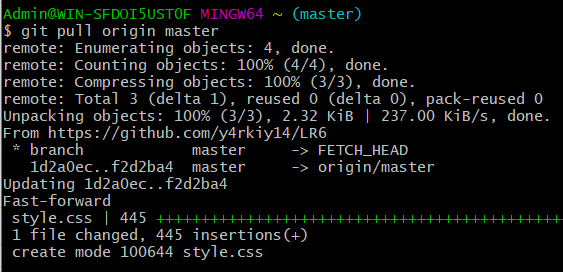 Admin@WIN-SFDOI5UST0F MINGW64 ~ (master)
$ git pull origin master
remote: Enumerating objects: 4, done.
remote: Counting objects: 100% (4/4), done.
remote: Compressing objects: 100% (3/3), done.
remote: Total 3 (delta 1), reused 0 (delta 0), pack-reused 0
Unpacking objects: 100% (3/3), 2.32 KiB | 237.00 KiB/s, done.
From https://github.com/y4rkiy14/LR6
 * branch            master     -> FETCH_HEAD
   1d2a0ec..f2d2ba4  master     -> origin/master
Updating 1d2a0ec..f2d2ba4
Fast-forward
 style.css | 445 +++++++++++++++++++++++++++++++++++++++++++++++
 1 file changed, 445 insertions(+)
 create mode 100644 style.css